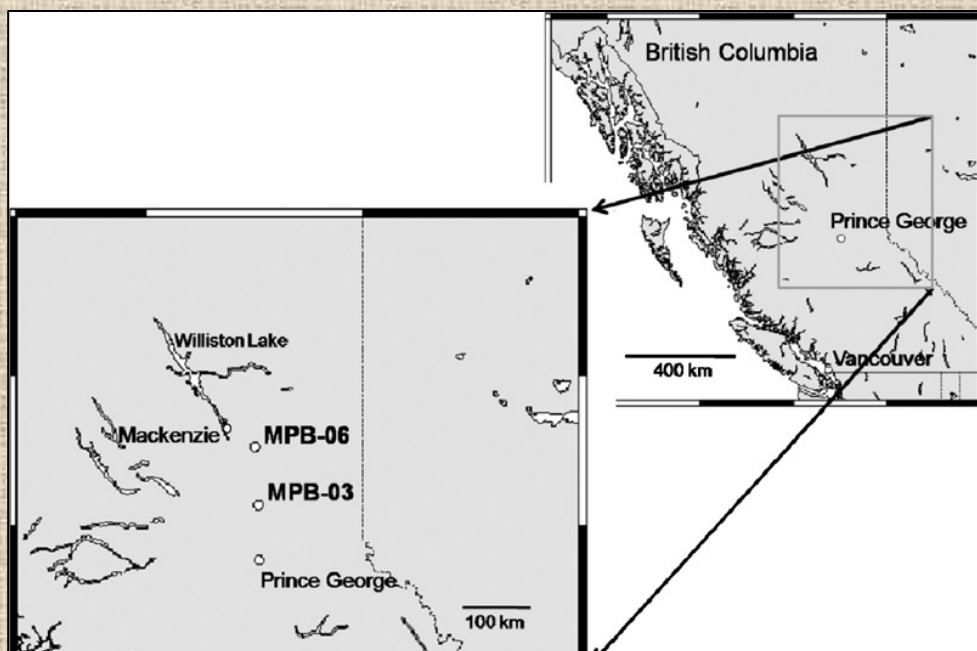 British Columbia
Prince George
400 km
Vancouver
Williston Lake
Mackenzie
MPB-06
MPB-03
Prince George
100 km